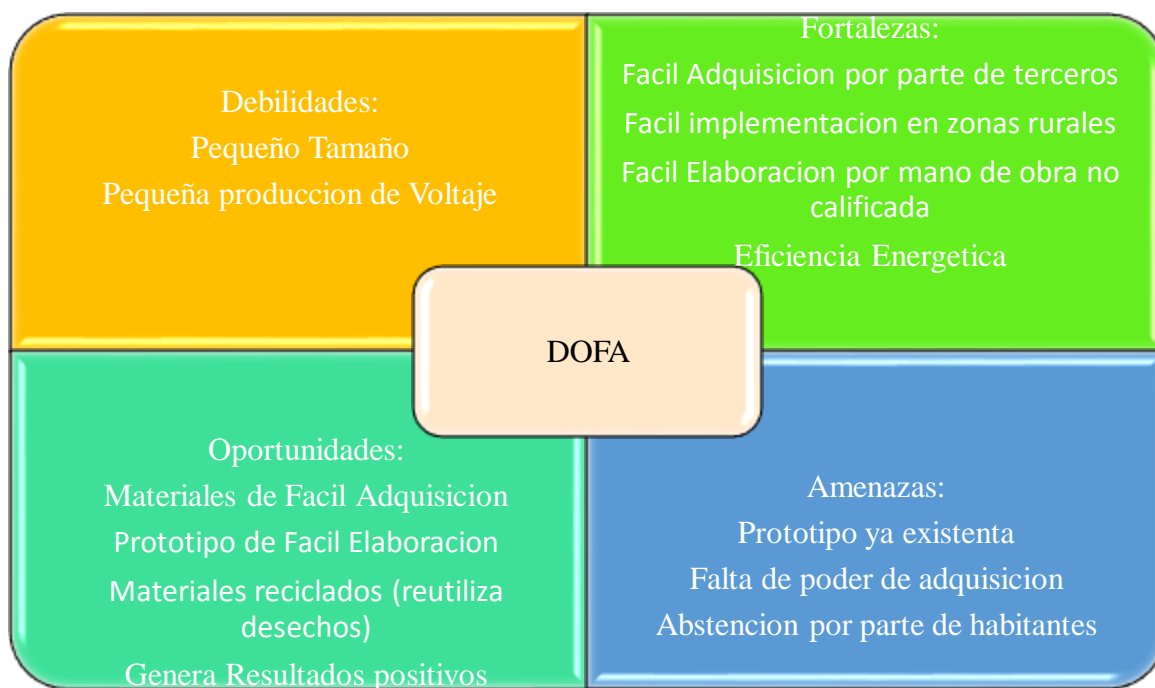 Debilidades:
Pequeño Tamaño
Pequeña produccion de Voltaje
Fortalezas:
Facil Adquisicion por parte de terceros
Facil implementacion en zonas rurales
Facil Elaboracion por mano de obra no
calificada
Eficiencia Energetica
DOFA
Oportunidades:
Materiales de Facil Adquisicion
Prototipo de Facil Elaboracion
Materiales reciclados (reutiliza
desechos)
Genera Resultados positivos
Amenazas:
Prototipo ya existenta
Falta de poder de adquisicion
Abstencion por parte de habitantes